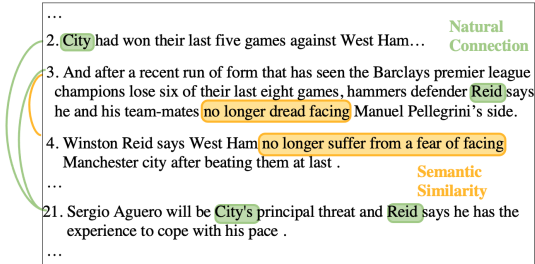 ...
2. City had won their last five games against West Ham…
Natural
Connection
3. And after a recent run of form that has seen the Barclays premier league
champions lose six of their last eight games, hammers defender Reid says
he and his team-mates no longer dread facing Manuel Pellegrini's side.
4. Winston Reid says West Ham no longer suffer from a fear of facing
Manchester city after beating them at last .
Semantic
Similarity
...
21. Sergio Aguero will be City's principal threat and Reid says he has the
experience to cope with his pace .
...